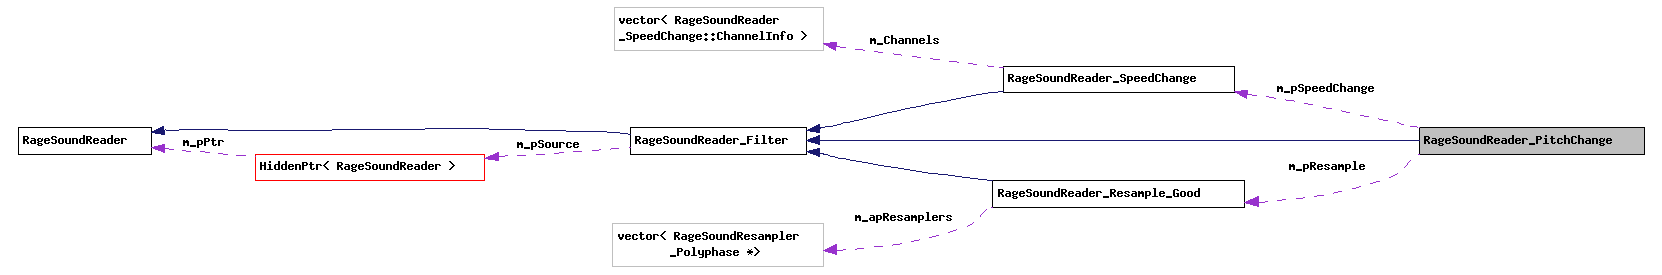 vector< RageSoundReader
_SpeedChange::ChannelInfo >
m_Channels
RageSoundReader_SpeedChange
m_pSpeedChange
RageSoundReader
m_pPtr
HiddenPtr< RageSoundReader >
m_pSource
RageSoundReader_Filter
RageSoundReader_PitchChange
m_pResample
RageSoundReader_Resample_Good
m_apResamplers
vector< RageSoundResampler
_Polyphase *>